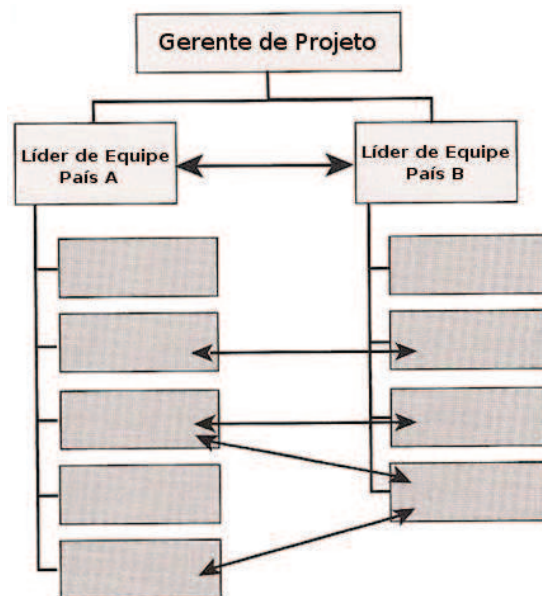 Gerente de Projeto
Líder de Equipe
País A
Líder de Equipe
País B